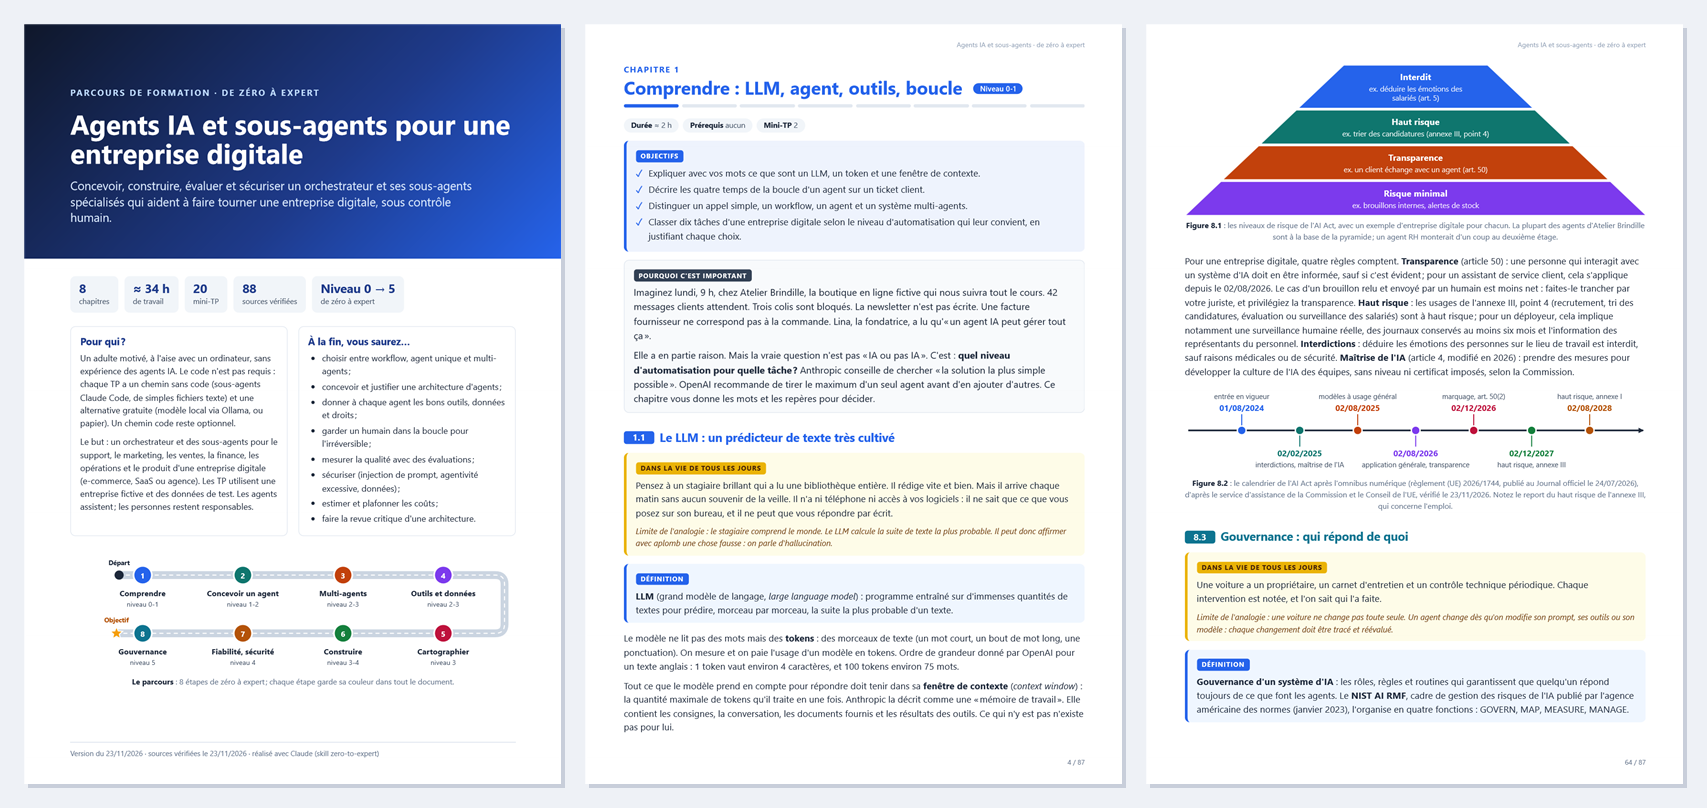 PARCOURS DE FORMATION · DE ZÉRO À EXPERT
Agents IA et sous-agents pour une
entreprise digitale
Concevoir, construire, évaluer et sécuriser un orchestrateur et ses sous-agents
spécialisés qui aident à faire tourner une entreprise digitale, sous contrôle
humain.
8
chapitres
≈ 34 h
de travail
20
mini-TP
88
sources vérifiées
Niveau 0 → 5
de zéro à expert
Pour qui ?
Un adulte motivé, à l'aise avec un ordinateur, sans
expérience des agents IA. Le code n'est pas requis :
chaque TP a un chemin sans code (sous-agents
Claude Code, de simples fichiers texte) et une
alternative gratuite (modèle local via Ollama, ou
papier). Un chemin code reste optionnel.
Le but : un orchestrateur et des sous-agents pour le
support, le marketing, les ventes, la finance, les
opérations et le produit d'une entreprise digitale
(e-commerce, SaaS ou agence). Les TP utilisent une
entreprise fictive et des données de test. Les agents
assistent ; les personnes restent responsables.
À la fin, vous saurez…
• choisir entre workflow, agent unique et multi-
agents ;
• concevoir et justifier une architecture d'agents ;
• donner à chaque agent les bons outils, données
et droits ;
• garder un humain dans la boucle pour
l'irréversible ;
• mesurer la qualité avec des évaluations ;
• sécuriser (injection de prompt, agentivité
excessive, données) ;
• estimer et plafonner les coûts ;
• faire la revue critique d'une architecture.
Départ
1
2
3
4
Comprendre
Concevoir un agent
Multi-agents
Outils et données
niveau 0-1
niveau 1-2
niveau 2-3
niveau 2-3
Objectif
8
7
6
5
Gouvernance
Fiabilité, sécurité
Construire
Cartographier
niveau 5
niveau 4
niveau 3-4
niveau 3
Le parcours : 8 étapes de zéro à expert ; chaque étape garde sa couleur dans tout le document.
Version du 23/11/2026 · sources vérifiées le 23/11/2026 · réalisé avec Claude (skill zero-to-expert)
Agents IA et sous-agents · de zéro à expert
CHAPITRE 1
Comprendre : LLM, agent, outils, boucle Niveau 0-1
Durée ≈ 2 h
Prérequis aucun
Mini-TP 2
OBJECTIFS
✓ Expliquer avec vos mots ce que sont un LLM, un token et une fenêtre de contexte.
✓ Décrire les quatre temps de la boucle d'un agent sur un ticket client.
✓ Distinguer un appel simple, un workflow, un agent et un système multi-agents.
✓ Classer dix tâches d'une entreprise digitale selon le niveau d'automatisation qui leur convient, en
justifiant chaque choix.
POURQUOI C'EST IMPORTANT
Imaginez lundi, 9 h, chez Atelier Brindille, la boutique en ligne fictive qui nous suivra tout le cours. 42
messages clients attendent. Trois colis sont bloqués. La newsletter n'est pas écrite. Une facture
fournisseur ne correspond pas à la commande. Lina, la fondatrice, a lu qu'« un agent IA peut gérer tout
ça ».
Elle a en partie raison. Mais la vraie question n'est pas « IA ou pas IA ». C'est : quel niveau
d'automatisation pour quelle tâche ? Anthropic conseille de chercher « la solution la plus simple
possible ». OpenAI recommande de tirer le maximum d'un seul agent avant d'en ajouter d'autres. Ce
chapitre vous donne les mots et les repères pour décider.
1.1 Le LLM : un prédicteur de texte très cultivé
DANS LA VIE DE TOUS LES JOURS
Pensez à un stagiaire brillant qui a lu une bibliothèque entière. Il rédige vite et bien. Mais il arrive chaque
matin sans aucun souvenir de la veille. Il n'a ni téléphone ni accès à vos logiciels : il ne sait que ce que vous
posez sur son bureau, et il ne peut que vous répondre par écrit.
Limite de l'analogie : le stagiaire comprend le monde. Le LLM calcule la suite de texte la plus probable. Il peut donc affirmer
avec aplomb une chose fausse : on parle d'hallucination.
DÉFINITION
LLM (grand modèle de langage, large language model) : programme entraîné sur d'immenses quantités de
textes pour prédire, morceau par morceau, la suite la plus probable d'un texte.
Le modèle ne lit pas des mots mais des tokens : des morceaux de texte (un mot court, un bout de mot long, une
ponctuation). On mesure et on paie l'usage d'un modèle en tokens. Ordre de grandeur donné par OpenAI pour
un texte anglais : 1 token vaut environ 4 caractères, et 100 tokens environ 75 mots.
Tout ce que le modèle prend en compte pour répondre doit tenir dans sa fenêtre de contexte (context window) :
la quantité maximale de tokens qu'il traite en une fois. Anthropic la décrit comme une « mémoire de travail ». Elle
contient les consignes, la conversation, les documents fournis et les résultats des outils. Ce qui n'y est pas n'existe
pas pour lui.
4 / 87
Agents IA et sous-agents · de zéro à expert
Interdit
ex. déduire les émotions des
salariés (art. 5)
Haut risque
ex. trier des candidatures (annexe III, point 4)
Transparence
ex. un client échange avec un agent (art. 50)
Risque minimal
ex. brouillons internes, alertes de stock
Figure 8.1 : les niveaux de risque de l'AI Act, avec un exemple d'entreprise digitale pour chacun. La plupart des agents d'Atelier Brindille
sont à la base de la pyramide ; un agent RH monterait d'un coup au deuxième étage.
Pour une entreprise digitale, quatre règles comptent. Transparence (article 50) : une personne qui interagit avec
un système d'IA doit en être informée, sauf si c'est évident ; pour un assistant de service client, cela s'applique
depuis le 02/08/2026. Le cas d'un brouillon relu et envoyé par un humain est moins net : faites-le trancher par
votre juriste, et privilégiez la transparence. Haut risque : les usages de l'annexe III, point 4 (recrutement, tri des
candidatures, évaluation ou surveillance des salariés) sont à haut risque ; pour un déployeur, cela implique
notamment une surveillance humaine réelle, des journaux conservés au moins six mois et l'information des
représentants du personnel. Interdictions : déduire les émotions des personnes sur le lieu de travail est interdit,
sauf raisons médicales ou de sécurité. Maîtrise de l'IA (article 4, modifié en 2026) : prendre des mesures pour
développer la culture de l'IA des équipes, sans niveau ni certificat imposés, selon la Commission.
entrée en vigueur
modèles à usage général
marquage, art. 50(2)
haut risque, annexe I
01/08/2024
02/08/2025
02/12/2026
02/08/2028
02/02/2025
02/08/2026
02/12/2027
interdictions, maîtrise de l'IA
application générale, transparence
haut risque, annexe III
Figure 8.2 : le calendrier de l'AI Act après l'omnibus numérique (règlement (UE) 2026/1744, publié au Journal officiel le 24/07/2026),
d'après le service d'assistance de la Commission et le Conseil de l'UE, vérifié le 23/11/2026. Notez le report du haut risque de l'annexe III,
qui concerne l'emploi.
8.3 Gouvernance : qui répond de quoi
DANS LA VIE DE TOUS LES JOURS
Une voiture a un propriétaire, un carnet d'entretien et un contrôle technique périodique. Chaque
intervention est notée, et l'on sait qui l'a faite.
Limite de l'analogie : une voiture ne change pas toute seule. Un agent change dès qu'on modifie son prompt, ses outils ou son
modèle : chaque changement doit être tracé et réévalué.
DÉFINITION
Gouvernance d'un système d'IA : les rôles, règles et routines qui garantissent que quelqu'un répond
toujours de ce que font les agents. Le NIST AI RMF, cadre de gestion des risques de l'IA publié par l'agence
américaine des normes (janvier 2023), l'organise en quatre fonctions : GOVERN, MAP, MEASURE, MANAGE.
64 / 87